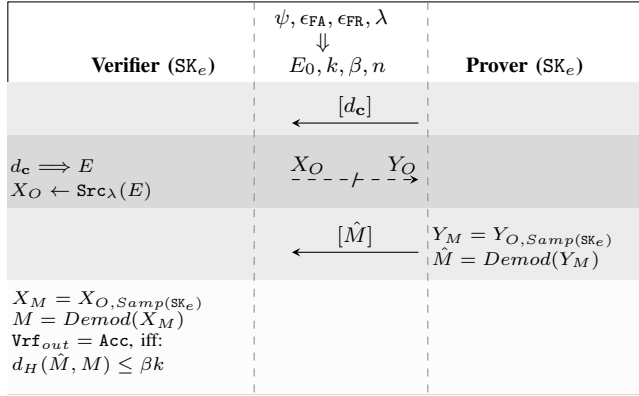 ψ, ϵ_FA, ϵ_FR, λ
⇓
Verifier (SK_e) E_0, k, β, n Prover (SK_e)
[d_c]
d_c ⟹ E
X_O ← Src_λ(E)
X_O Y_O
[M̂]
Y_M = Y_{O,Samp(SK_e)}
M̂ = Demod(Y_M)
X_M = X_{O,Samp(SK_e)}
M = Demod(X_M)
Vrf_out = Acc, iff:
d_H(M̂, M) ≤ βk